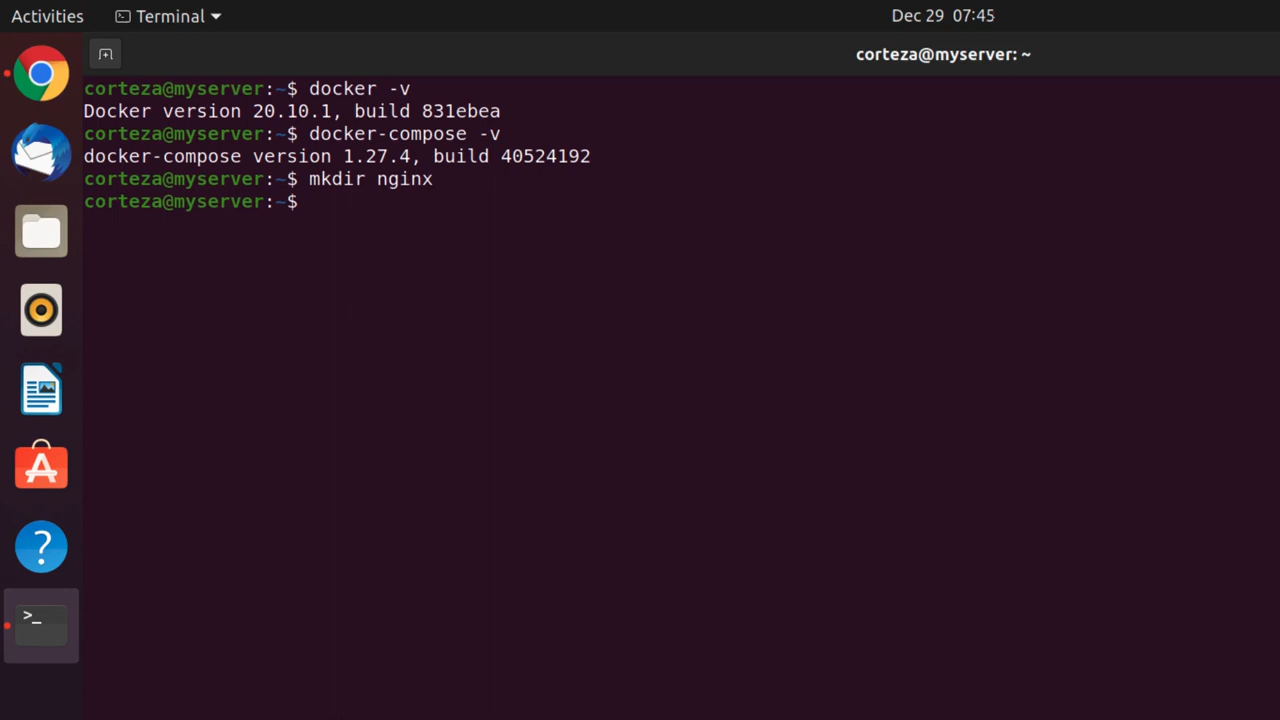 Activities Terminal Dec 29 07:45
corteza@myserver: ~
corteza@myserver:~$ docker -v
Docker version 20.10.1, build 831ebea
corteza@myserver:~$ docker-compose -v
docker-compose version 1.27.4, build 40524192
corteza@myserver:~$ mkdir nginx
corteza@myserver:~$